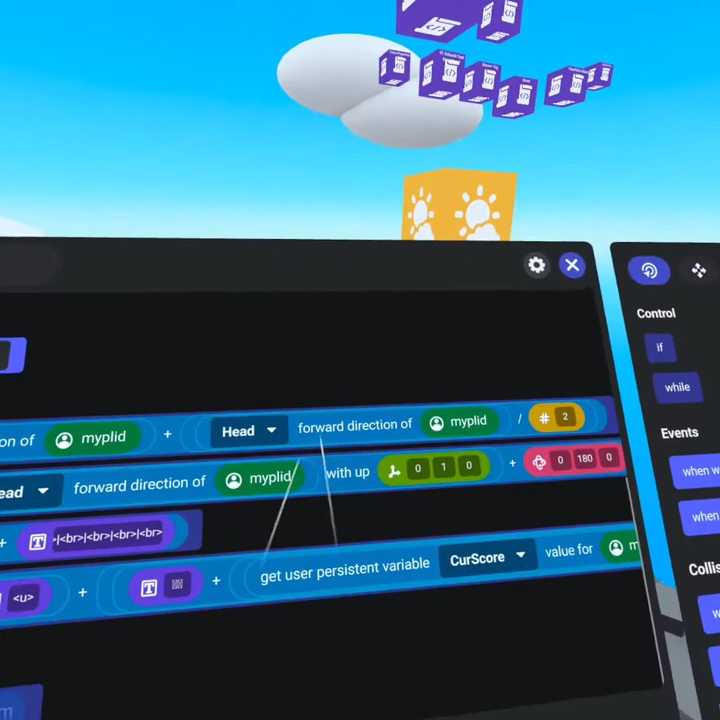 Control
if
while
Events
when w
when
Collis
on of myplid + Head forward direction of myplid / # 2
ead forward direction of myplid with up 0 1 0 + 0 180 0
+ T >|<br>|<br>|<br>|<br>
<u> + T + get user persistent variable CurScore value for m